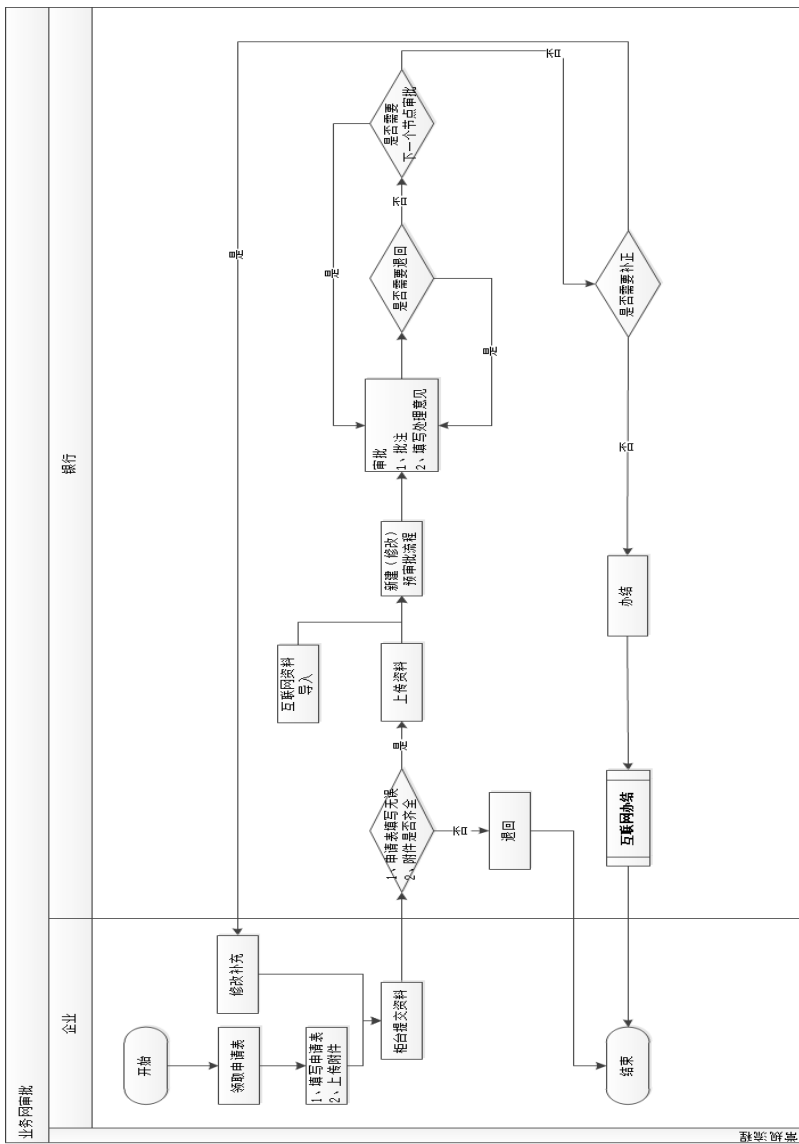 业务网审批
企业
银行
常规流程
开始
领取申请表
1、填写申请表
2、上传附件
修改补充
柜台提交资料
1、申请表填写无误
2、附件是否齐全
否
退回
是
上传资料
互联网资料
导入
新建（修改）
预审批流程
审批
1、批注
2、填写处理意见
是否需要退回
是
否
是否需要
下一个节点审批
是
否
是否需要补正
是
否
办结
互联网办结
结束